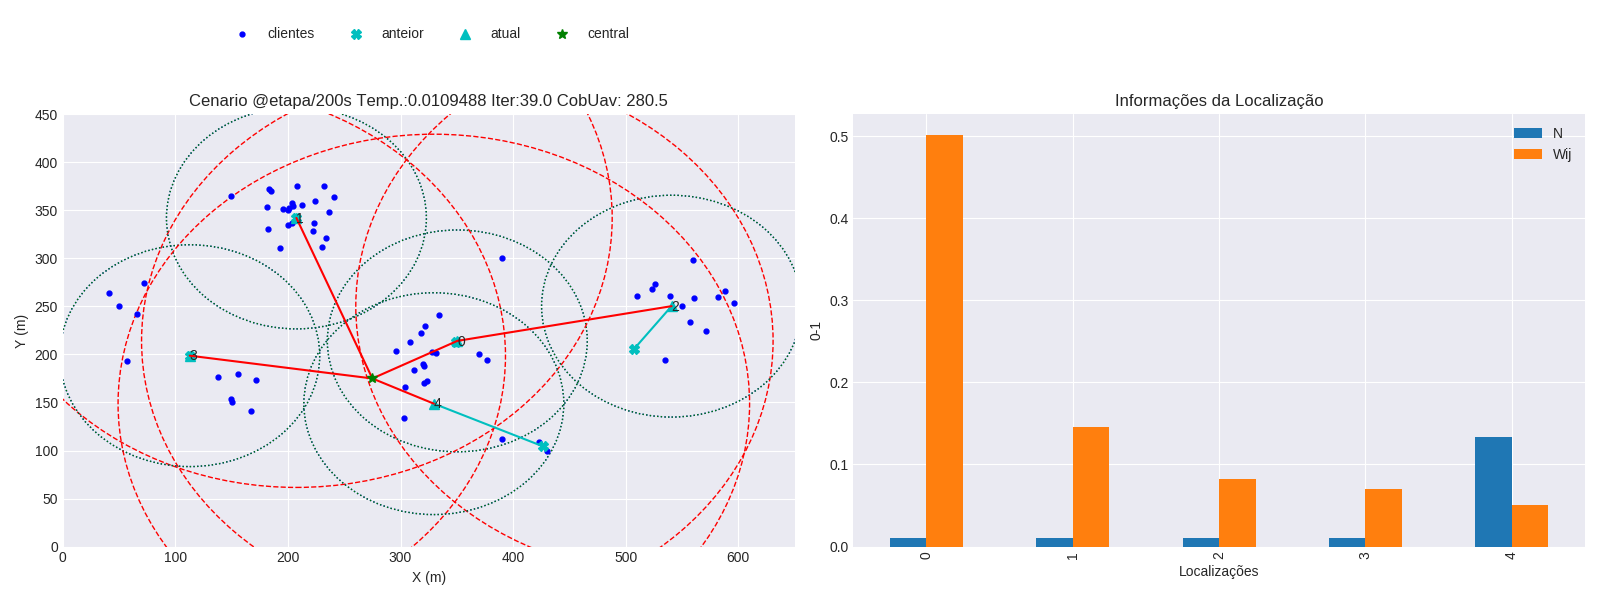 clientes anteior atual central
Cenario @etapa/200s Temp.:0.0109488 Iter:39.0 CobUav: 280.5
450
400
350
300
250
200
150
100
50
0
Y (m)
0 100 200 300 400 500 600
X (m)
1
2
0
3
4
Informações da Localização
N
Wij
0.5
0.4
0.3
0.2
0.1
0.0
0-1
0 1 2 3 4
Localizações